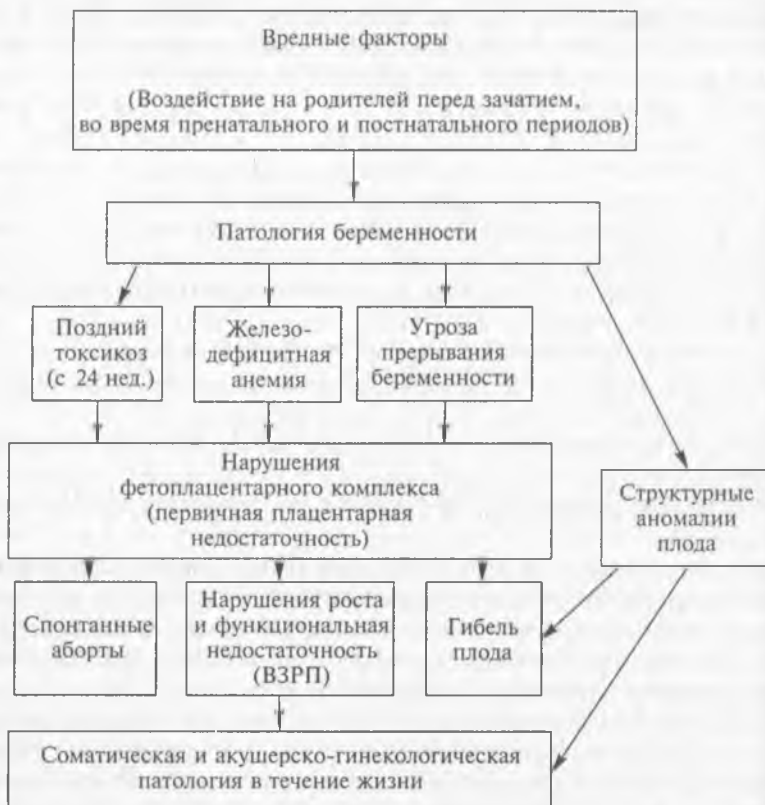 Вредные факторы
(Воздействие на родителей перед зачатием,
во время пренатального и постнатального периодов)
Патология беременности
Поздний
токсикоз
(с 24 нед.)
Железо-
дефицитная
анемия
Угроза
прерывания
беременности
Нарушения
фетоплацентарного комплекса
(первичная плацентарная
недостаточность)
Структурные
аномалии
плода
Спонтанные
аборты
Нарушения роста
и функциональная
недостаточность
(ВЗРП)
Гибель
плода
Соматическая и акушерско-гинекологическая
патология в течение жизни